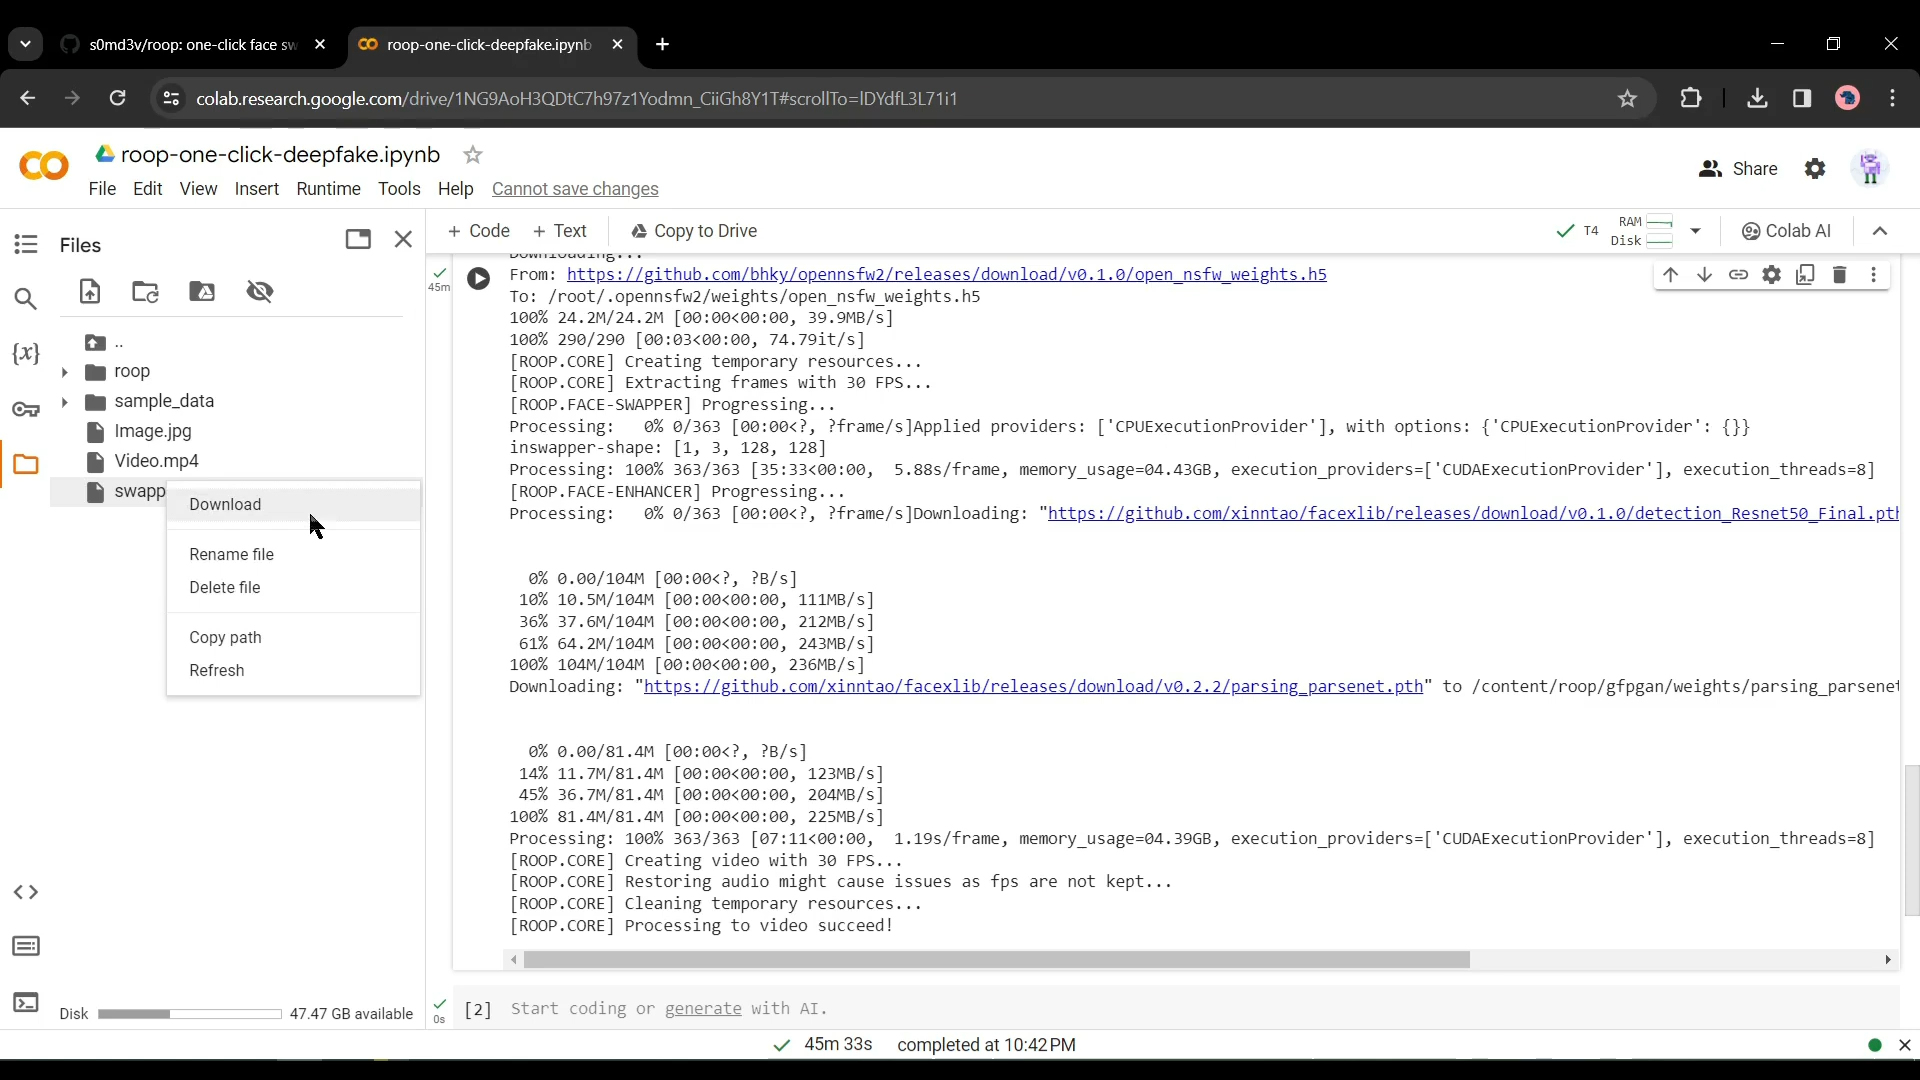 s0md3v/roop: one-click face sw
roop-one-click-deepfake.ipynb
colab.research.google.com/drive/1NG9AoH3QDtC7h97z1Yodmn_CiiGh8Y1T#scrollTo=lDYdfL3L71i1
roop-one-click-deepfake.ipynb
File Edit View Insert Runtime Tools Help Cannot save changes
Share
Files
+ Code + Text Copy to Drive
T4 RAM Disk
Colab AI
..
roop
sample_data
Image.jpg
Video.mp4
swapp
Download
Rename file
Delete file
Copy path
Refresh
Disk 47.47 GB available
45m
Downloading...
From: https://github.com/bhky/opennsfw2/releases/download/v0.1.0/open_nsfw_weights.h5
To: /root/.opennsfw2/weights/open_nsfw_weights.h5
100% 24.2M/24.2M [00:00<00:00, 39.9MB/s]
100% 290/290 [00:03<00:00, 74.79it/s]
[ROOP.CORE] Creating temporary resources...
[ROOP.CORE] Extracting frames with 30 FPS...
[ROOP.FACE-SWAPPER] Progressing...
Processing:   0% 0/363 [00:00<?, ?frame/s]Applied providers: ['CPUExecutionProvider'], with options: {'CPUExecutionProvider': {}}
inswapper-shape: [1, 3, 128, 128]
Processing: 100% 363/363 [35:33<00:00,  5.88s/frame, memory_usage=04.43GB, execution_providers=['CUDAExecutionProvider'], execution_threads=8]
[ROOP.FACE-ENHANCER] Progressing...
Processing:   0% 0/363 [00:00<?, ?frame/s]Downloading: "https://github.com/xinntao/facexlib/releases/download/v0.1.0/detection_Resnet50_Final.pth
0% 0.00/104M [00:00<?, ?B/s]
10% 10.5M/104M [00:00<00:00, 111MB/s]
36% 37.6M/104M [00:00<00:00, 212MB/s]
61% 64.2M/104M [00:00<00:00, 243MB/s]
100% 104M/104M [00:00<00:00, 236MB/s]
Downloading: "https://github.com/xinntao/facexlib/releases/download/v0.2.2/parsing_parsenet.pth" to /content/roop/gfpgan/weights/parsing_parsenet
0% 0.00/81.4M [00:00<?, ?B/s]
14% 11.7M/81.4M [00:00<00:00, 123MB/s]
45% 36.7M/81.4M [00:00<00:00, 204MB/s]
100% 81.4M/81.4M [00:00<00:00, 225MB/s]
Processing: 100% 363/363 [07:11<00:00,  1.19s/frame, memory_usage=04.39GB, execution_providers=['CUDAExecutionProvider'], execution_threads=8]
[ROOP.CORE] Creating video with 30 FPS...
[ROOP.CORE] Restoring audio might cause issues as fps are not kept...
[ROOP.CORE] Cleaning temporary resources...
[ROOP.CORE] Processing to video succeed!
0s
[2] Start coding or generate with AI.
45m 33s completed at 10:42 PM